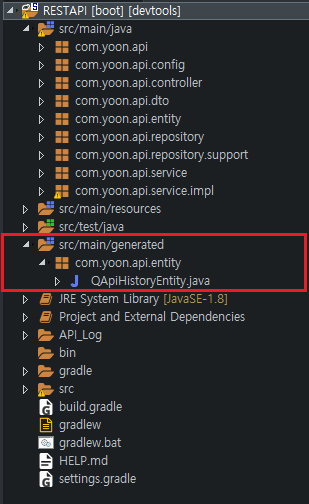 RESTAPI [boot] [devtools]
src/main/java
com.yoon.api
com.yoon.api.config
com.yoon.api.controller
com.yoon.api.dto
com.yoon.api.entity
com.yoon.api.repository
com.yoon.api.repository.support
com.yoon.api.service
com.yoon.api.service.impl
src/main/resources
src/test/java
src/main/generated
com.yoon.api.entity
QApiHistoryEntity.java
JRE System Library [JavaSE-1.8]
Project and External Dependencies
API_Log
bin
gradle
src
build.gradle
gradlew
gradlew.bat
HELP.md
settings.gradle